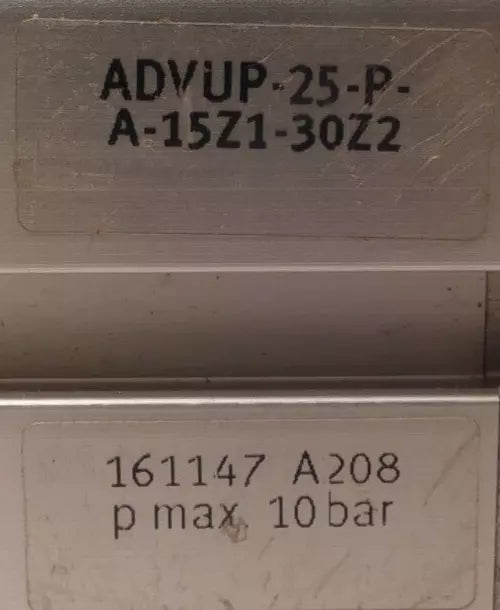 ADVUP-25-P-
A-15Z1-30Z2
161147 A208
p max. 10 bar